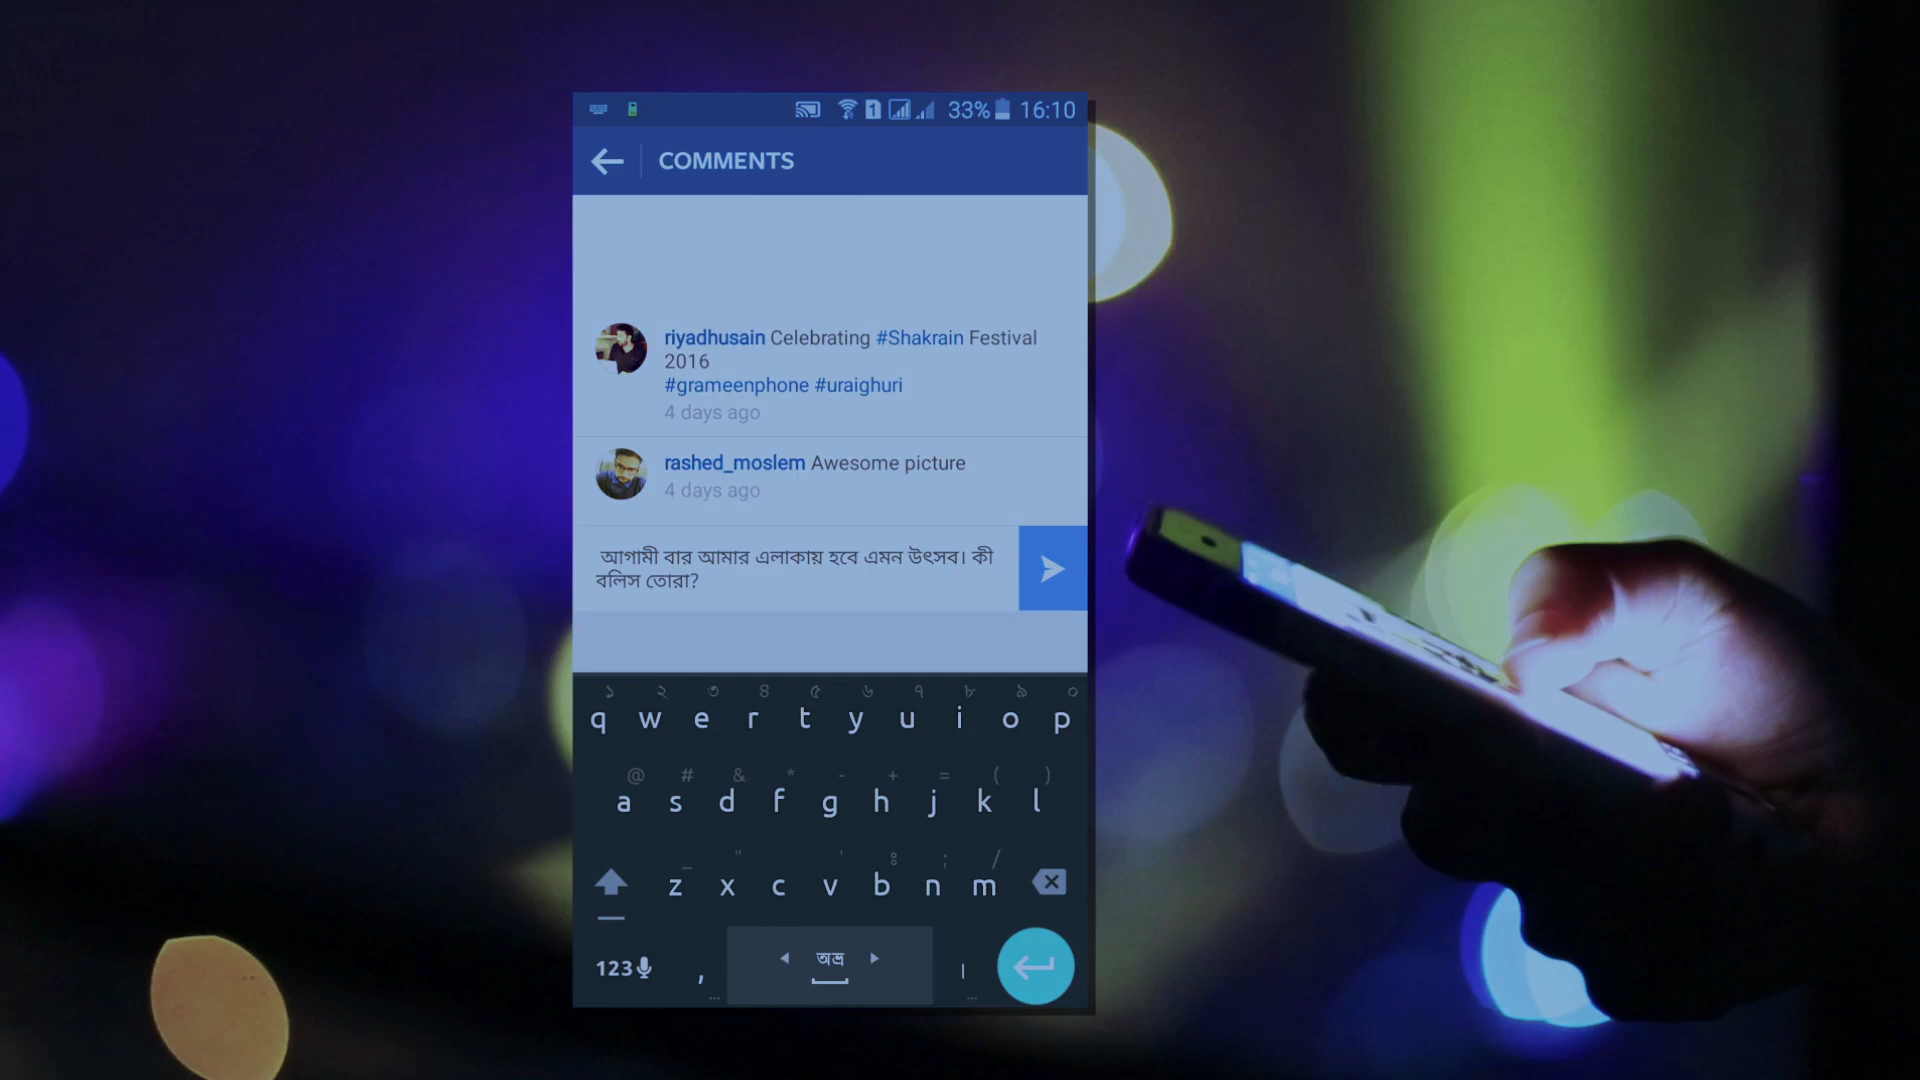 33% 16:10
COMMENTS
riyadhusain Celebrating #Shakrain Festival
2016
#grameenphone #uraighuri
4 days ago
rashed_moslem Awesome picture
4 days ago
আগামী বার আমার এলাকায় হবে এমন উৎসব। কী
বলিস তোরা?
১ ২ ৩ ৪ ৫ ৬ ৭ ৮ ৯ ০
q w e r t y u i o p
@ # & * - + = ( )
a s d f g h j k l
_ " ' ঃ ; /
z x c v b n m
123 , অভ্র ।